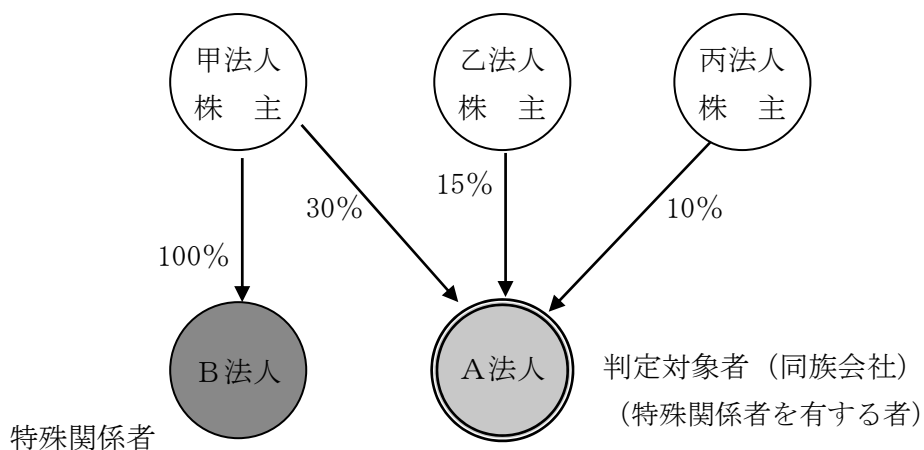 甲法人
株　主
乙法人
株　主
丙法人
株　主
100%
30%
15%
10%
Ｂ法人
Ａ法人
判定対象者（同族会社）
（特殊関係者を有する者）
特殊関係者